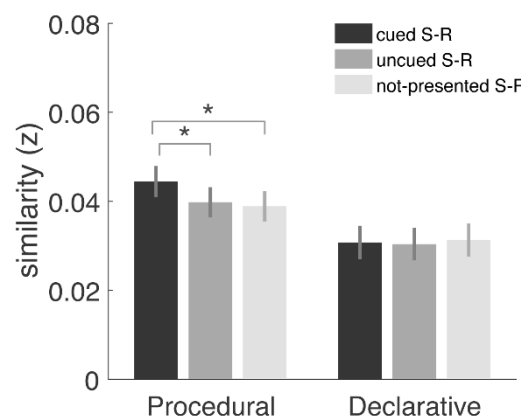 0.08
0.06
0.04
0.02
0
similarity (z)
cued S-R
uncued S-R
not-presented S-R
*
*
Procedural
Declarative